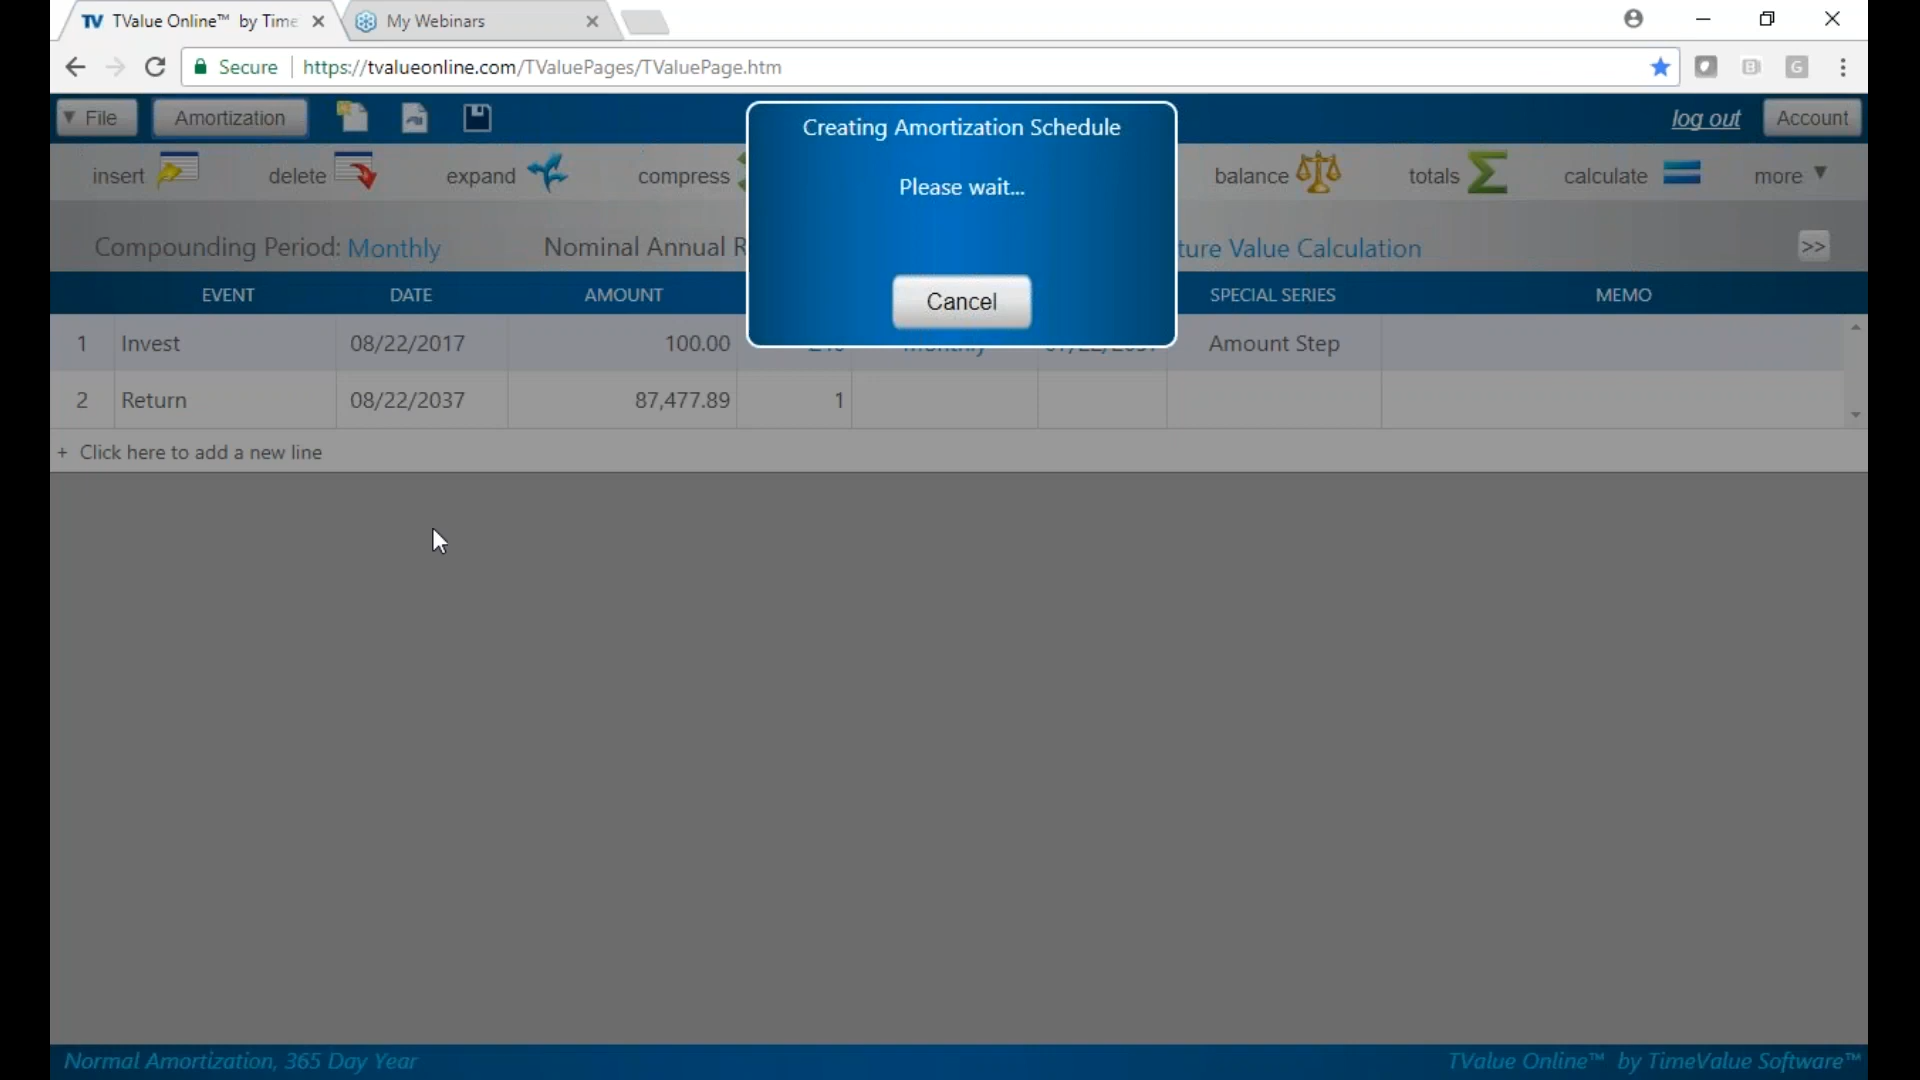 TV TValue Online™ by Time
My Webinars
Secure https://tvalueonline.com/TValuePages/TValuePage.htm
File Amortization log out Account
Creating Amortization Schedule
Please wait...
Cancel
insert delete expand compress balance totals calculate more
Compounding Period: Monthly Nominal Annual R ture Value Calculation >>
EVENT DATE AMOUNT SPECIAL SERIES MEMO
1 Invest 08/22/2017 100.00 Amount Step
2 Return 08/22/2037 87,477.89 1
+ Click here to add a new line
Normal Amortization, 365 Day Year TValue Online™ by TimeValue Software™